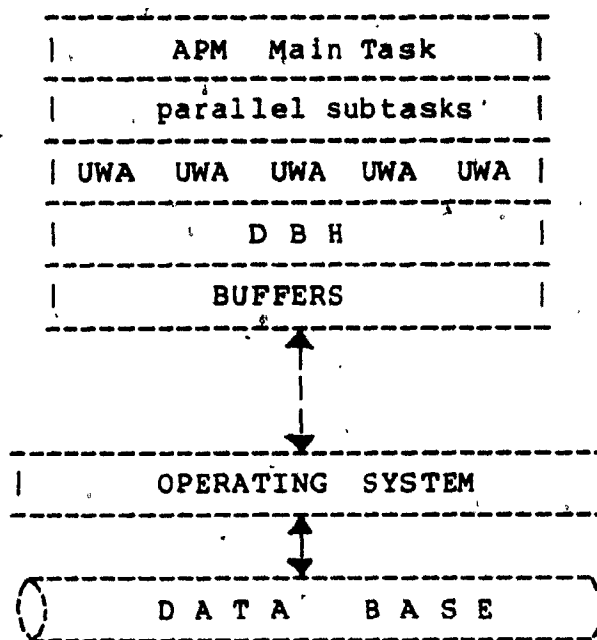 APM Main Task
parallel subtasks
UWA UWA UWA UWA UWA
D B H
BUFFERS
OPERATING SYSTEM
D A T A B A S E